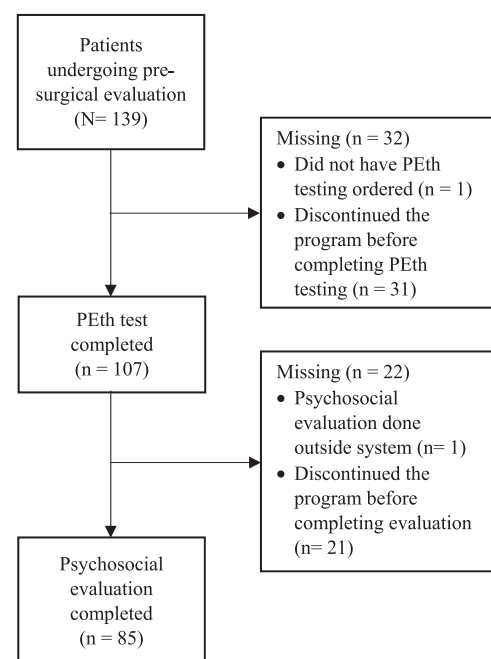 Patients
undergoing pre-
surgical evaluation
(N= 139)
Missing (n = 32)
• Did not have PEth
testing ordered (n = 1)
• Discontinued the
program before
completing PEth
testing (n = 31)
PEth test
completed
(n = 107)
Missing (n = 22)
• Psychosocial
evaluation done
outside system (n= 1)
• Discontinued the
program before
completing evaluation
(n= 21)
Psychosocial
evaluation
completed
(n = 85)